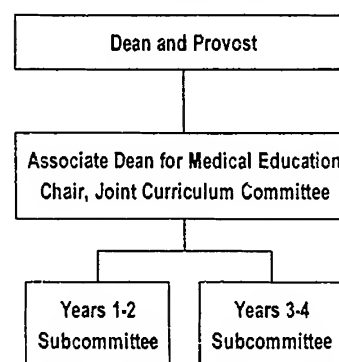 Dean and Provost
Associate Dean for Medical Education
Chair, Joint Curriculum Committee
Years 1-2
Subcommittee
Years 3-4
Subcommittee